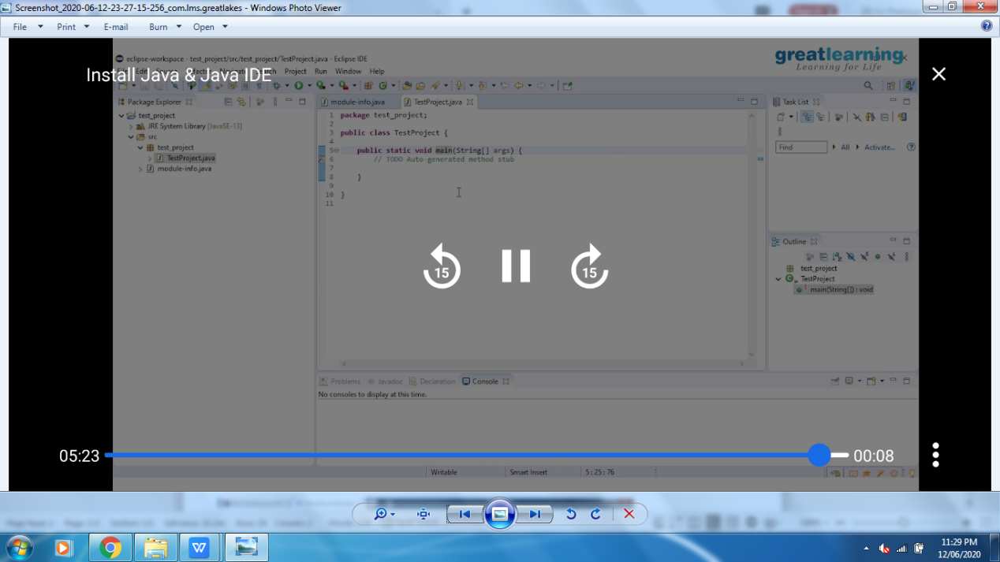 Screenshot_2020-06-12-23-27-15-256_com.lms.greatlakes - Windows Photo Viewer
File Print E-mail Burn Open
eclipse-workspace - test_project/src/test_project/TestProject.java - Eclipse IDE
greatlearning
Learning for Life
Install Java & Java IDE
Project Run Window Help
Package Explorer
module-info.java
TestProject.java
Task List
test_project
JRE System Library [JavaSE-13]
src
test_project
TestProject.java
module-info.java
1 package test_project;
2
3 public class TestProject {
4
5 public static void main(String[] args) {
6 // TODO Auto-generated method stub
7
8 }
9
10 }
11
Find All Activate...
Outline
test_project
TestProject
main(String[]) : void
15 15
Problems Javadoc Declaration Console
No consoles to display at this time.
05:23 00:08
Writable Smart Insert 5:25:76
11:29 PM
12/06/2020